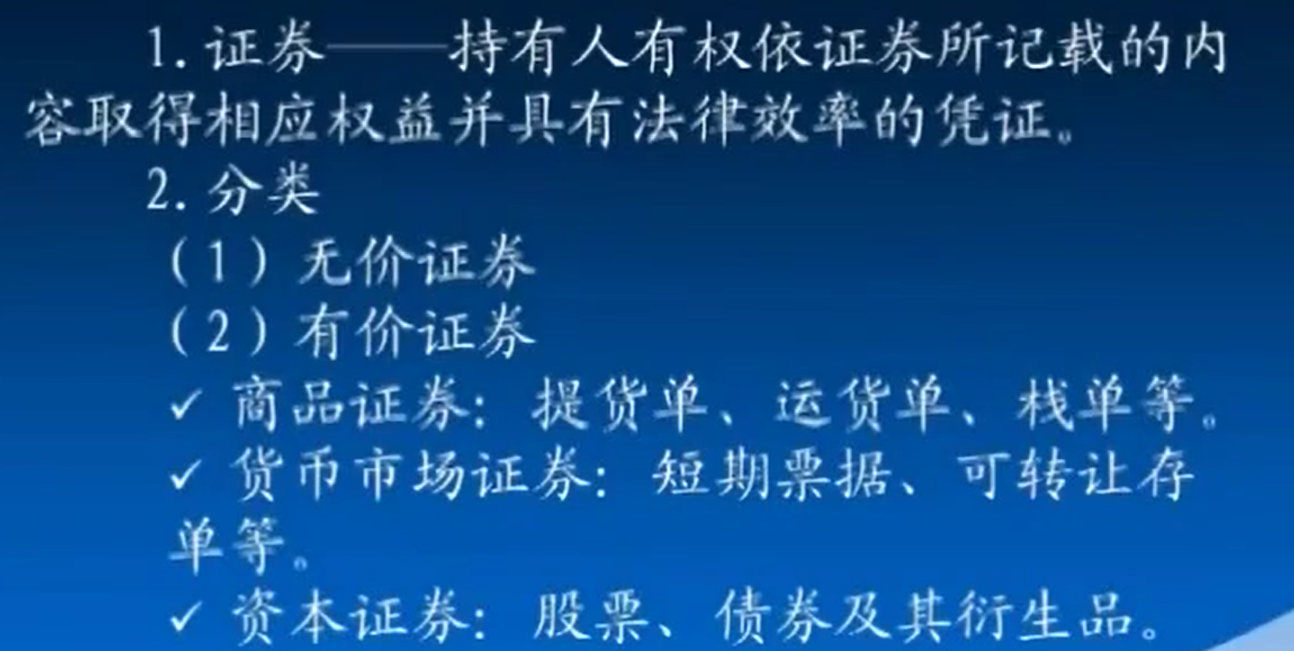 1. 证券——持有人有权依证券所记载的内
容取得相应权益并具有法律效率的凭证。
2. 分类
（1）无价证券
（2）有价证券
✓ 商品证券：提货单、运货单、栈单等。
✓ 货币市场证券：短期票据、可转让存
单等。
✓ 资本证券：股票、债券及其衍生品。